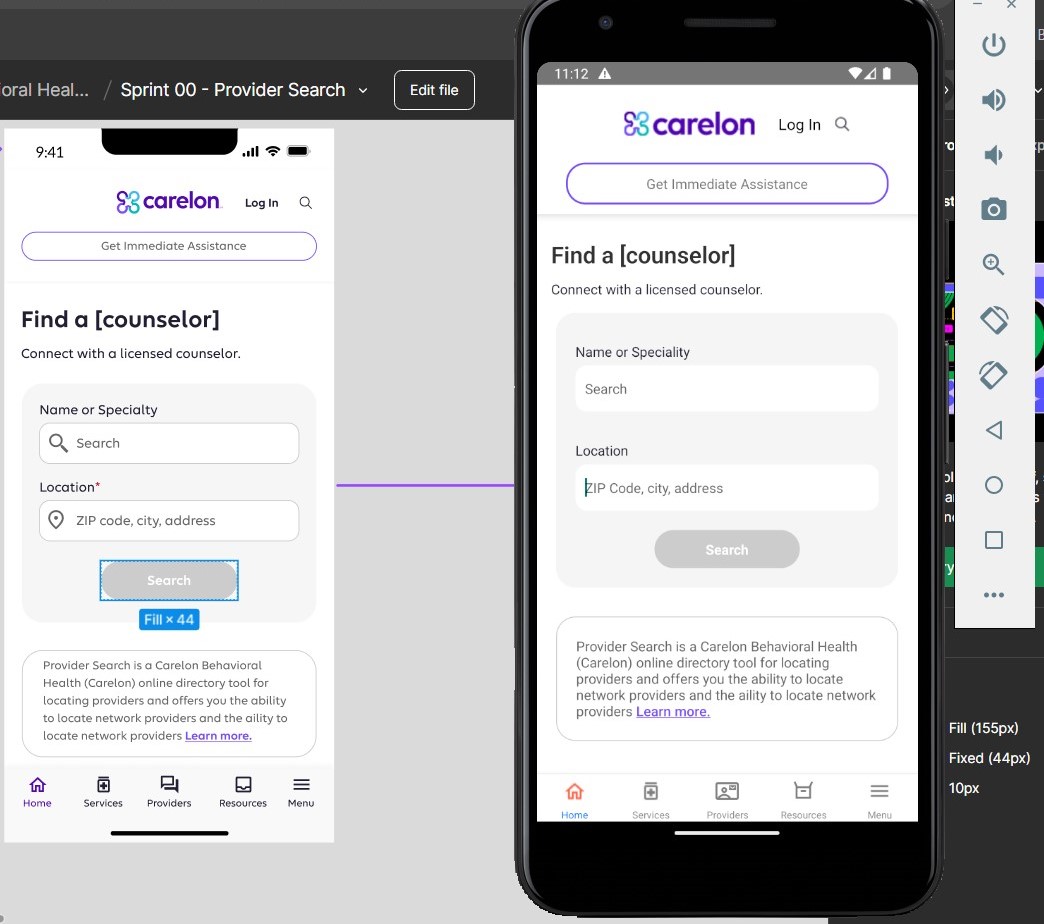 oral Heal... / Sprint 00 - Provider Search
Edit file
9:41
carelon
Log In
Get Immediate Assistance
Find a [counselor]
Connect with a licensed counselor.
Name or Specialty
Search
Location*
ZIP code, city, address
Search
Fill × 44
Provider Search is a Carelon Behavioral
Health (Carelon) online directory tool for
locating providers and offers you the ability
to locate network providers and the aility to
locate network providers Learn more.
Home
Services
Providers
Resources
Menu
11:12
carelon
Log In
Get Immediate Assistance
Find a [counselor]
Connect with a licensed counselor.
Name or Speciality
Search
Location
ZIP Code, city, address
Search
Provider Search is a Carelon Behavioral Health
(Carelon) online directory tool for locating
providers and offers you the ability to locate
network providers and the ability to locate network
providers Learn more.
Home
Services
Providers
Resources
Menu
Fill (155px)
Fixed (44px)
10px